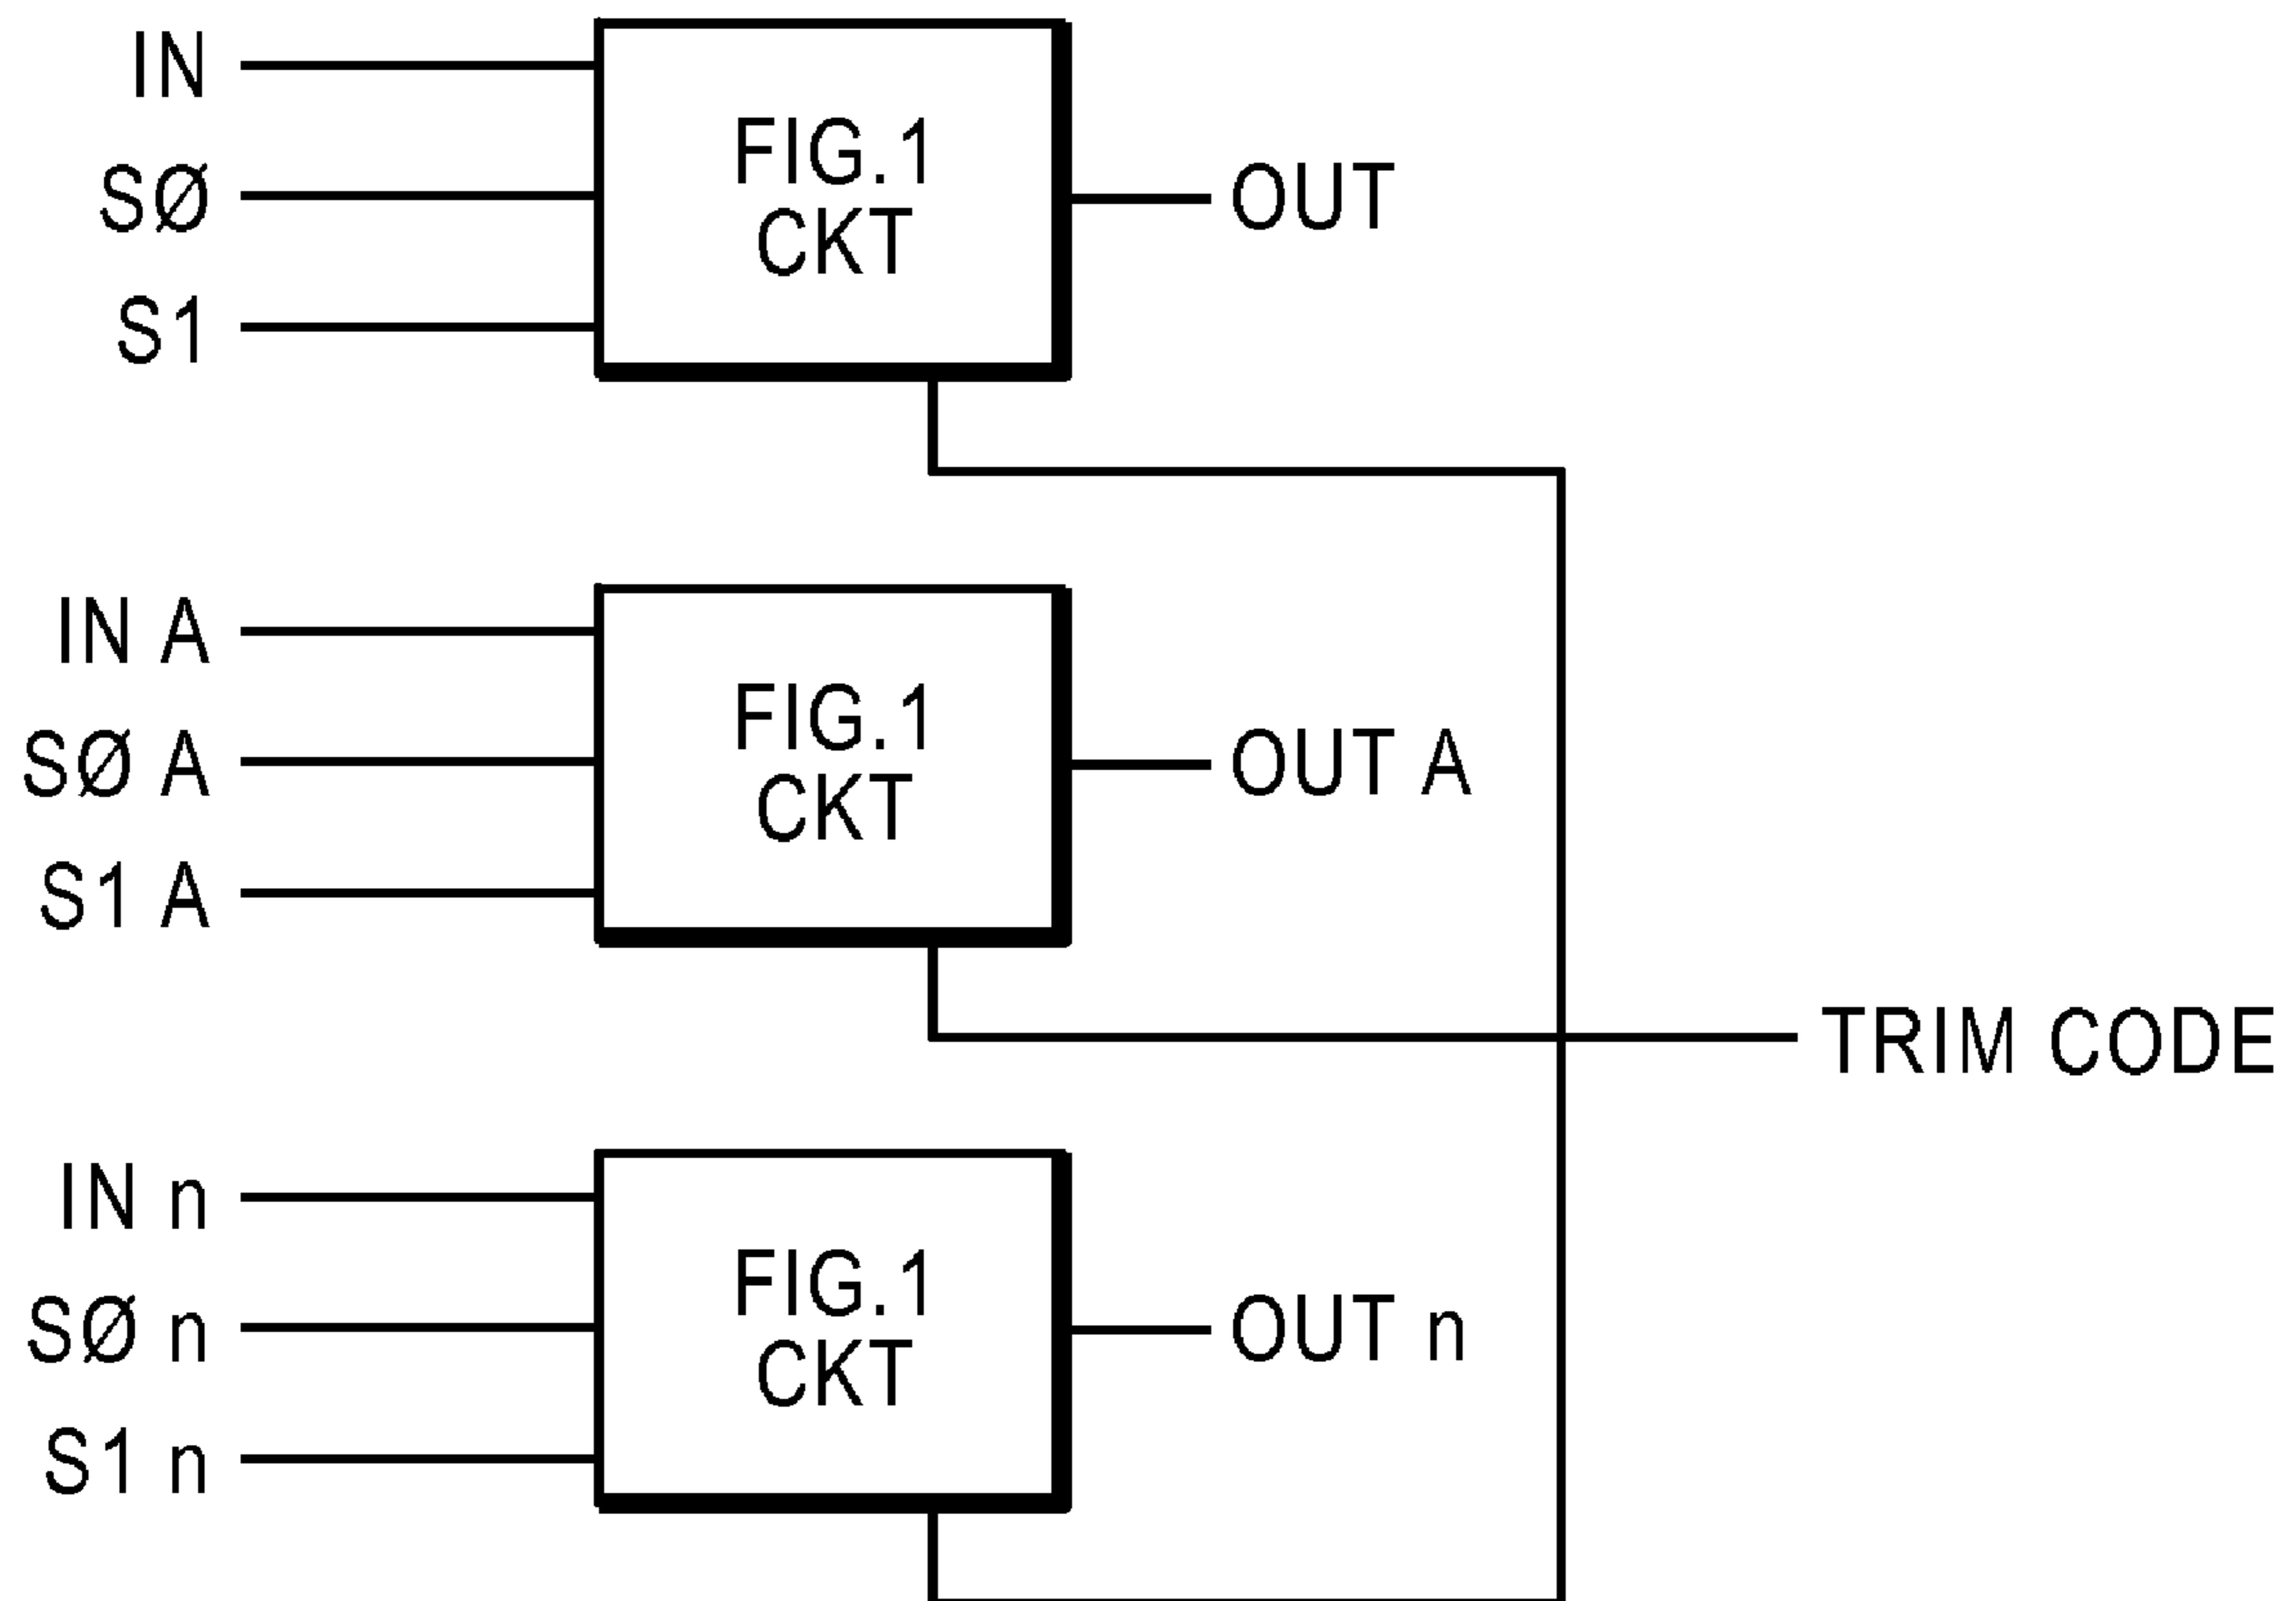 IN
SØ
S1
FIG.1
CKT
OUT
IN A
SØ A
S1 A
FIG.1
CKT
OUT A
TRIM CODE
IN n
SØ n
S1 n
FIG.1
CKT
OUT n